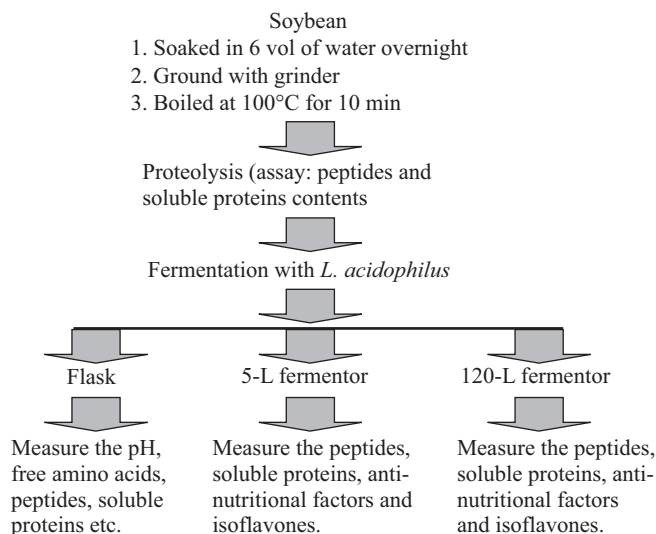 Soybean
1. Soaked in 6 vol of water overnight
2. Ground with grinder
3. Boiled at 100°C for 10 min
Proteolysis (assay: peptides and
soluble proteins contents
Fermentation with L. acidophilus
Flask
5-L fermentor
120-L fermentor
Measure the pH,
free amino acids,
peptides, soluble
proteins etc.
Measure the peptides,
soluble proteins, anti-
nutritional factors and
isoflavones.
Measure the peptides,
soluble proteins, anti-
nutritional factors
and isoflavones.